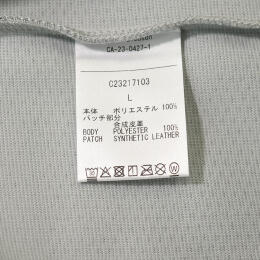 CA-23-0427-1
C23217103
L
本体 ポリエステル 100%
パッチ部分
合成皮革
BODY POLYESTER 100%
PATCH SYNTHETIC LEATHER